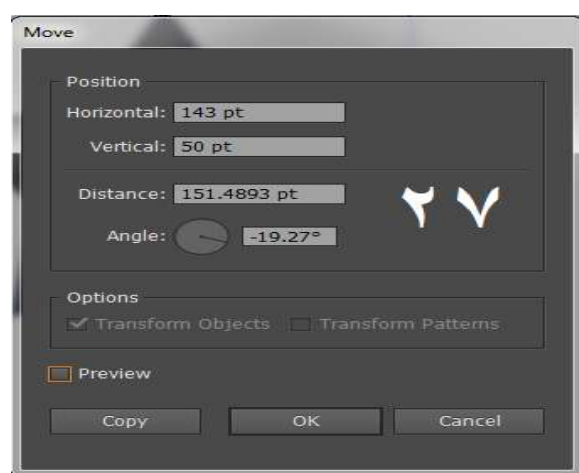 Move
Position
Horizontal: 143 pt
Vertical: 50 pt
Distance: 151.4893 pt
Angle: -19.27°
٢٧
Options
Transform Objects Transform Patterns
Preview
Copy OK Cancel